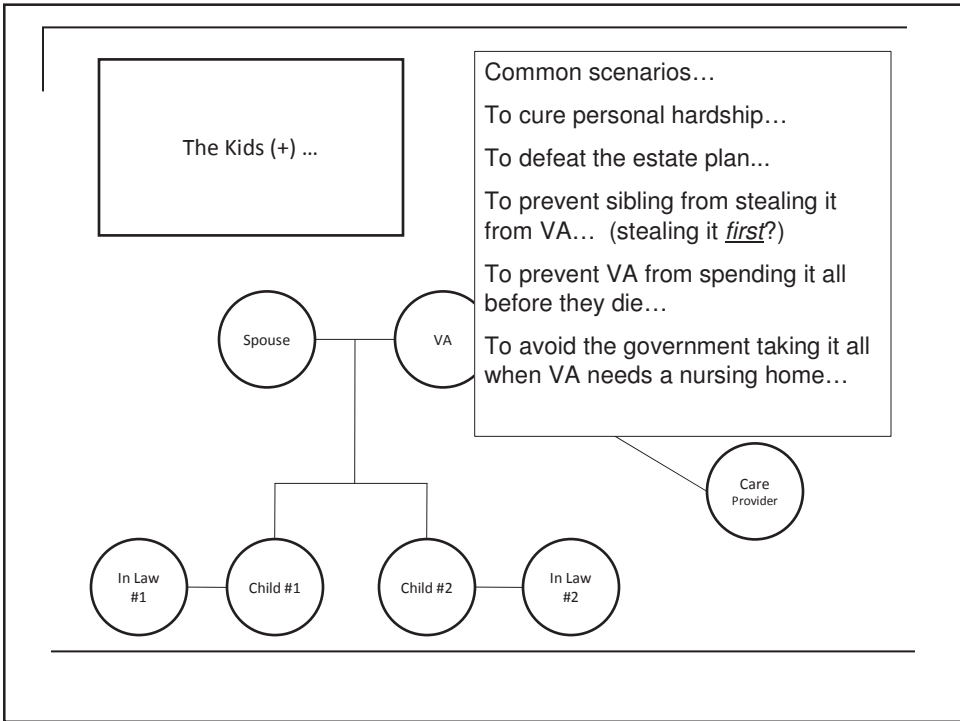 The Kids (+) ...
Common scenarios…
To cure personal hardship…
To defeat the estate plan...
To prevent sibling from stealing it
from VA… (stealing it first?)
To prevent VA from spending it all
before they die…
To avoid the government taking it all
when VA needs a nursing home…
Spouse
VA
Care
Provider
In Law
#1
Child #1
Child #2
In Law
#2